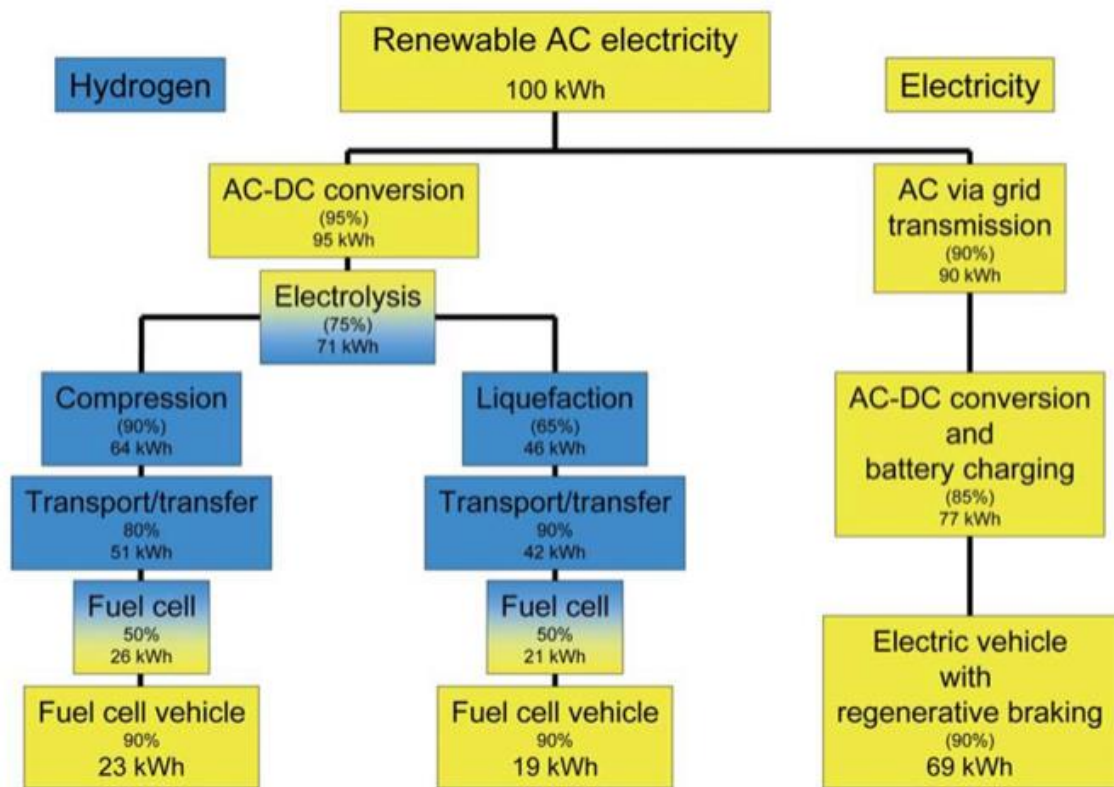 Renewable AC electricity
100 kWh
Hydrogen
Electricity
AC-DC conversion
(95%)
95 kWh
AC via grid
transmission
(90%)
90 kWh
Electrolysis
(75%)
71 kWh
Compression
(90%)
64 kWh
Liquefaction
(65%)
46 kWh
AC-DC conversion
and
battery charging
(85%)
77 kWh
Transport/transfer
80%
51 kWh
Transport/transfer
90%
42 kWh
Fuel cell
50%
26 kWh
Fuel cell
50%
21 kWh
Electric vehicle
with
regenerative braking
(90%)
69 kWh
Fuel cell vehicle
90%
23 kWh
Fuel cell vehicle
90%
19 kWh